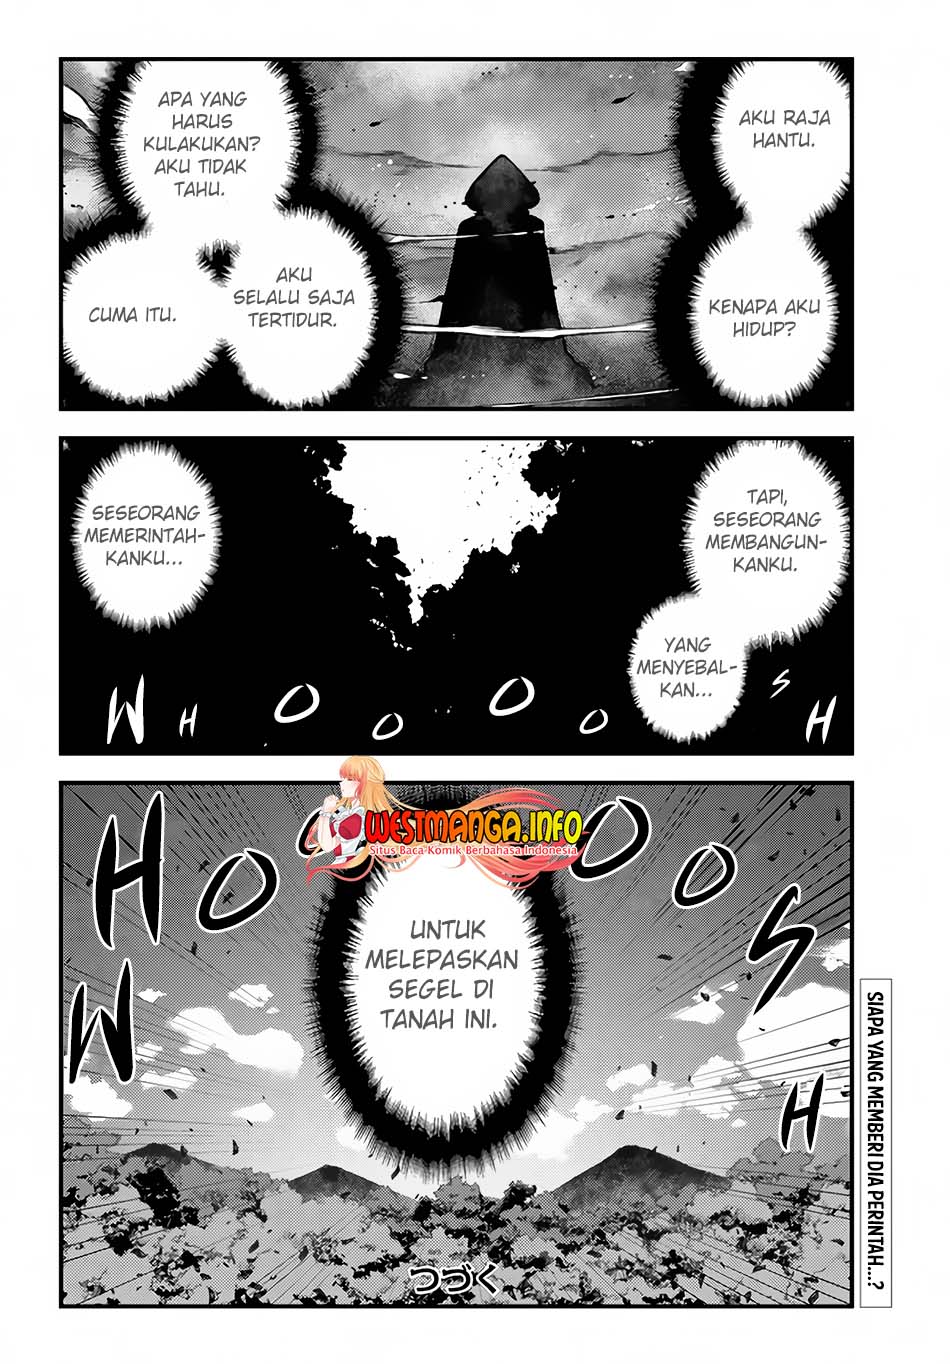 AKU RAJA
HANTU.
KENAPA AKU
HIDUP?
APA YANG
HARUS
KULAKUKAN?
AKU TIDAK
TAHU.
AKU
SELALU SAJA
TERTIDUR.
CUMA ITU.
TAPI,
SESEORANG
MEMBANGUN-
KANKU.
YANG
MENYEBAL-
KAN...
SESEORANG
MEMERINTAH-
KANKU...
WHOOOOSH
WESTMANGA.INFO
Situs Baca Komik Berbahasa Indonesia
UNTUK
MELEPASKAN
SEGEL DI
TANAH INI.
WHOOOOSH
つづく
SIAPA YANG MEMBERI DIA PERINTAH...?